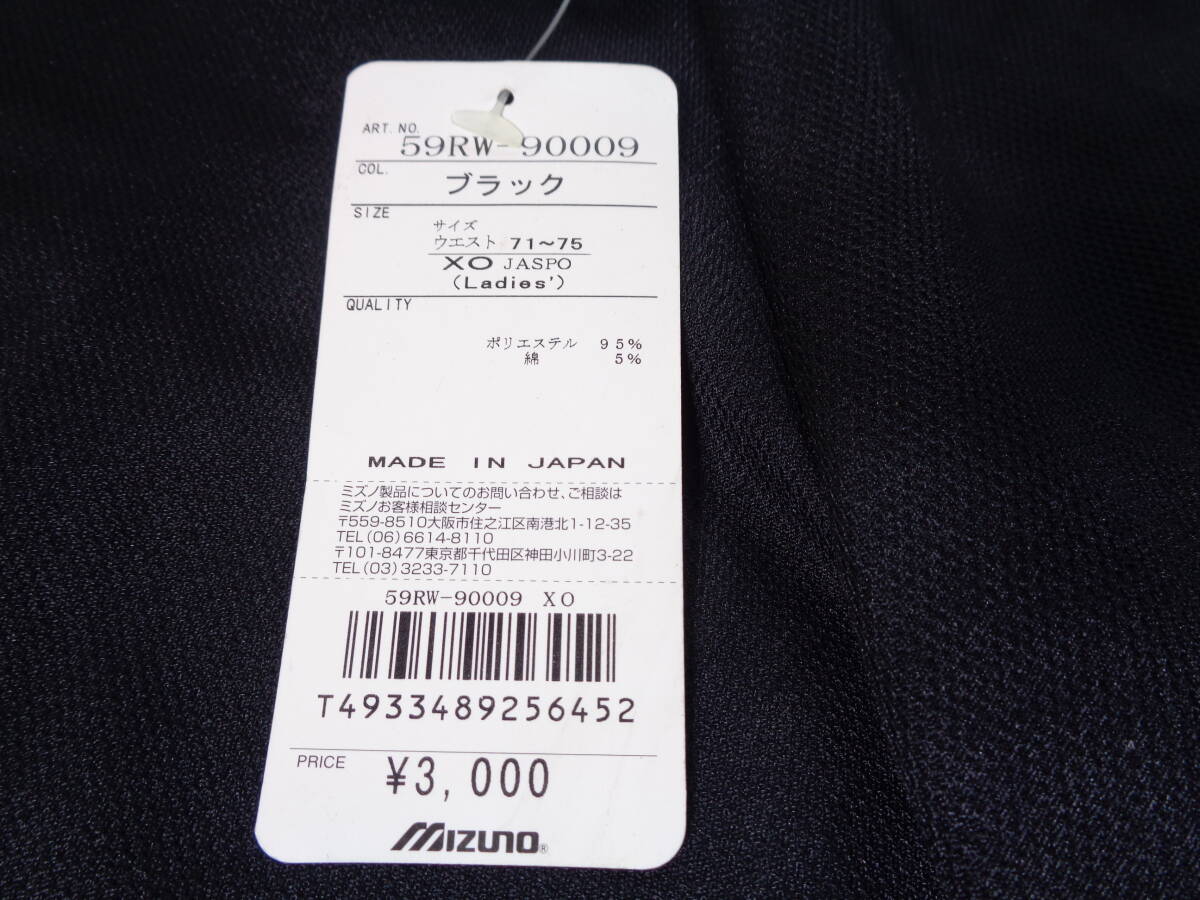 ART. NO.
59RW-90009
COL.
ブラック
SIZE
サイズ
ウエスト 71～75
XO JASPO
(Ladies')
QUALITY
ポリエステル 95%
綿 5%
MADE IN JAPAN
ミズノ製品についてのお問い合わせ、ご相談は
ミズノお客様相談センター
〒559-8510大阪市住之江区南港北1-12-35
TEL(06)6614-8110
〒101-8477東京都千代田区神田小川町3-22
TEL(03)3233-7110
59RW-90009 XO
T4933489256452
PRICE ¥3,000
MIZUNO®